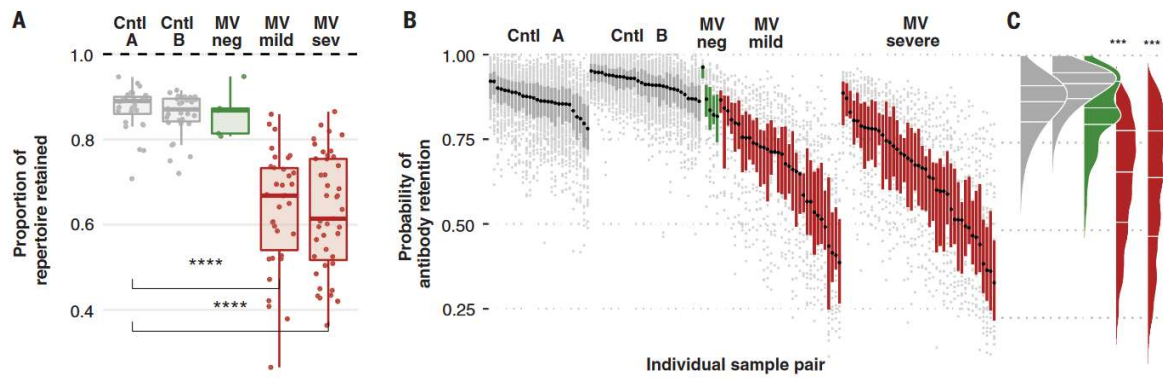 A
Cntl A
Cntl B
MV neg
MV mild
MV sev
Proportion of
repertoire retained
1.0
0.8
0.6
0.4
****
****
B
Cntl A
Cntl B
MV neg
MV mild
MV severe
Probability of
antibody retention
1.00
0.75
0.50
0.25
Individual sample pair
C
*** ***